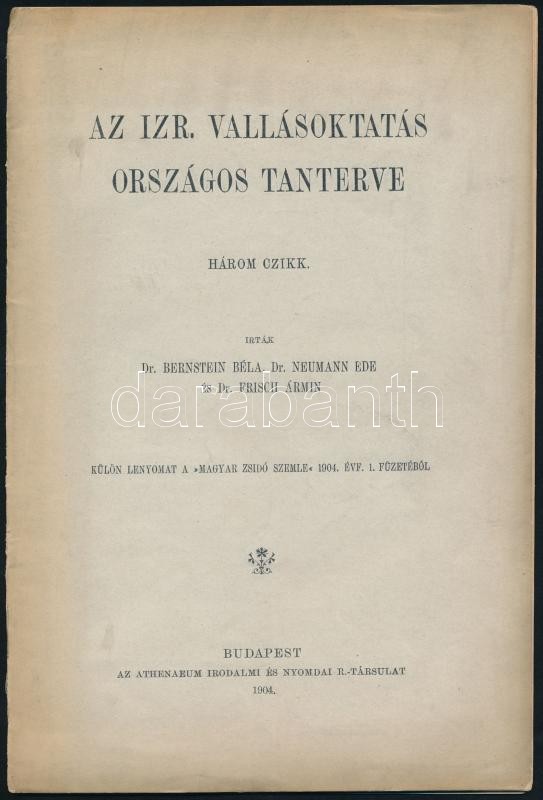 AZ IZR. VALLÁSOKTATÁS
ORSZÁGOS TANTERVE
HÁROM CZIKK.
IRTÁK
Dr. BERNSTEIN BÉLA, Dr. NEUMANN EDE
ÉS Dr. FRISCH ÁRMIN
darabanth
KÜLÖN LENYOMAT A »MAGYAR ZSIDÓ SZEMLE« 1904. ÉVF. 1. FÜZETÉBŐL
BUDAPEST
AZ ATHENAEUM IRODALMI ÉS NYOMDAI R.-TÁRSULAT
1904.